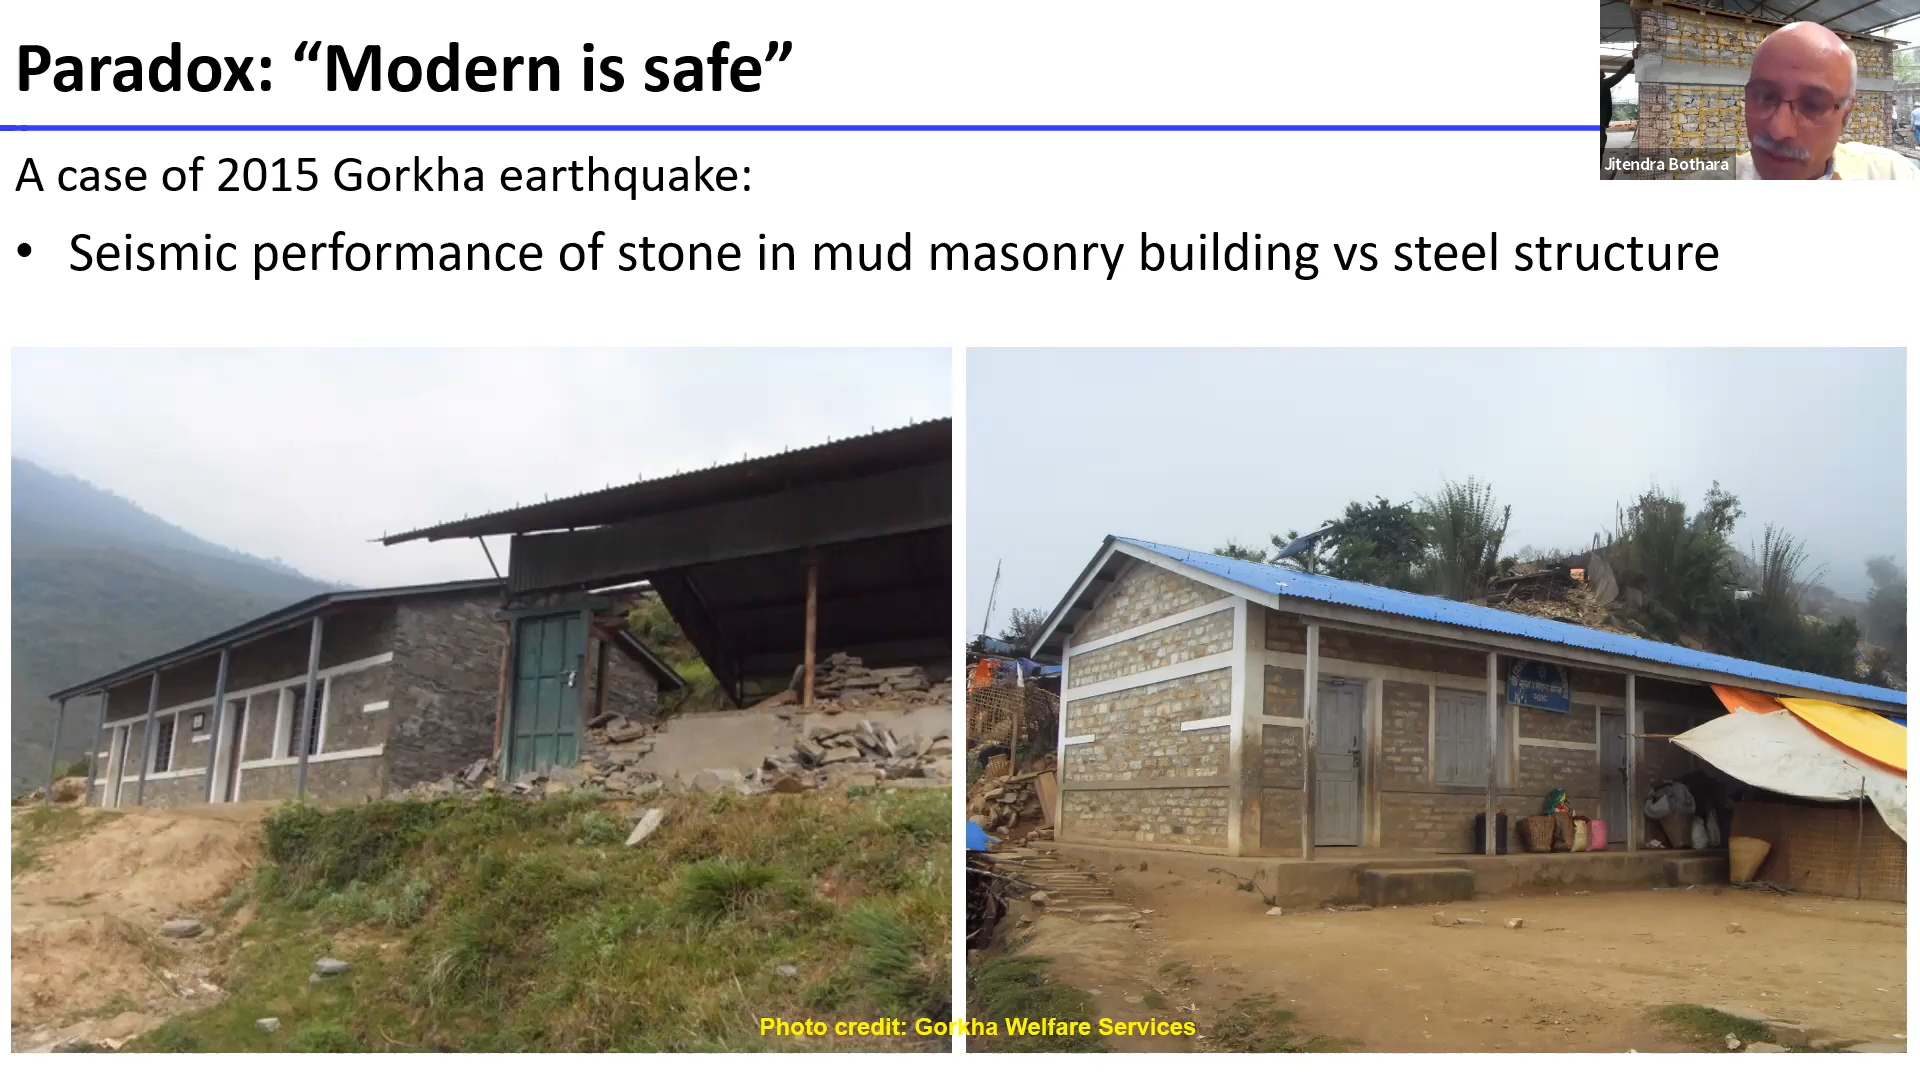 Paradox: “Modern is safe”
Jitendra Bothara
A case of 2015 Gorkha earthquake:
• Seismic performance of stone in mud masonry building vs steel structure
Photo credit: Gorkha Welfare Services